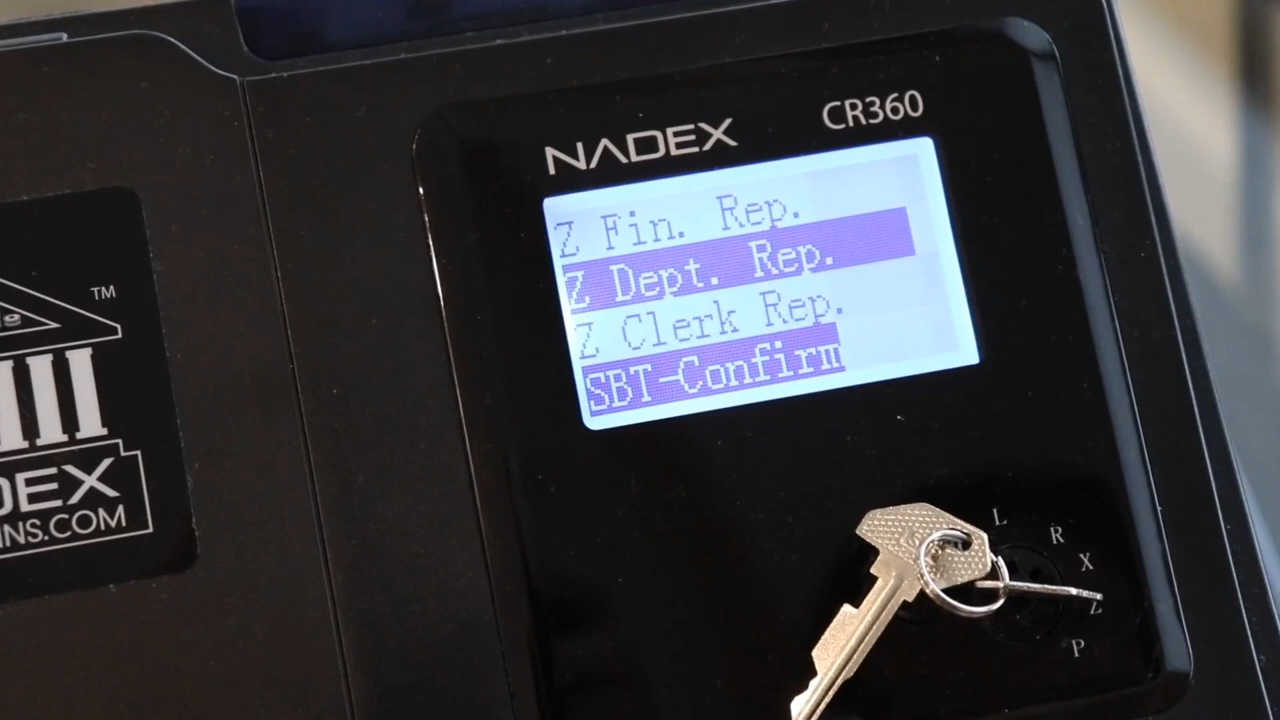 NADEX
CR360
Z Fin. Rep.
Z Dept. Rep.
Z Clerk Rep.
SBT-Confirm
TM
DEX
INS.COM
L
R
X
Z
P